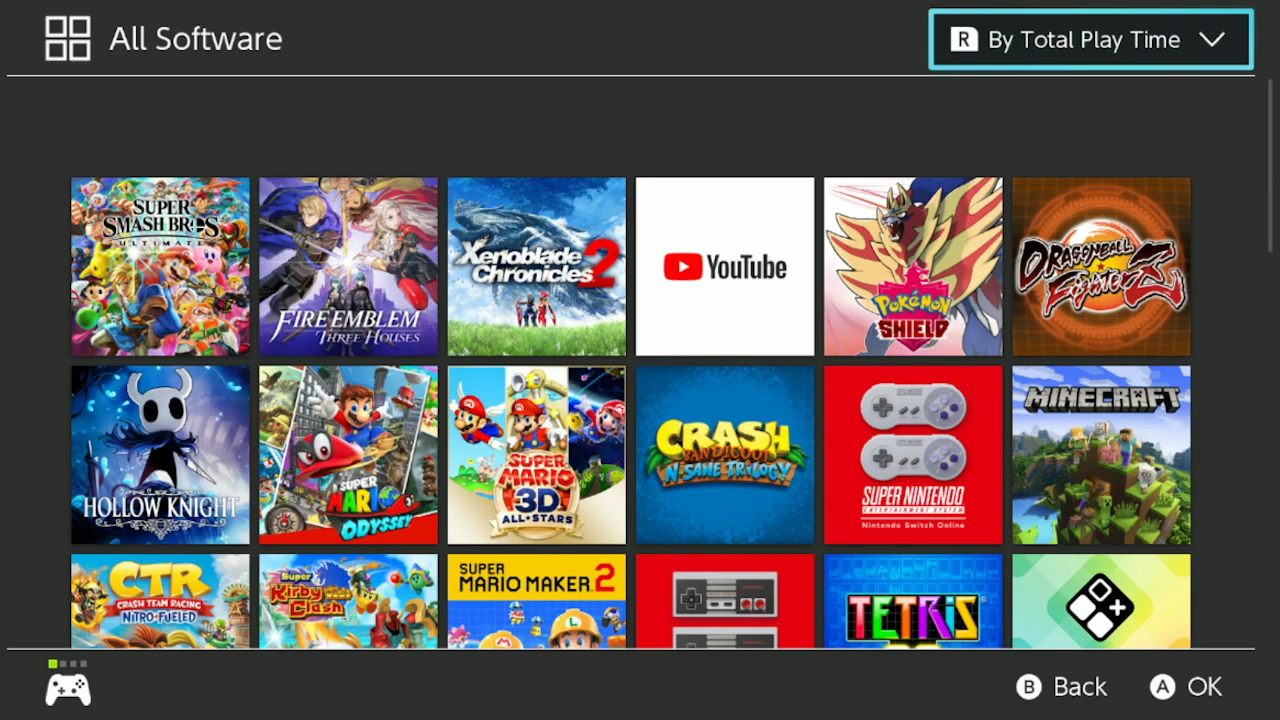 All Software
R By Total Play Time
SUPER
SMASH BROS.
ULTIMATE
FIRE EMBLEM
THREE HOUSES
Xenoblade
Chronicles 2
YouTube
POKÉMON
SHIELD
DRAGONBALL
FighterZ
HOLLOW KNIGHT
SUPER
MARIO
ODYSSEY
SUPER
MARIO
3D
ALL★STARS
CRASH
BANDICOOT
N. SANE TRILOGY
SUPER NINTENDO
ENTERTAINMENT SYSTEM
Nintendo Switch Online
MINECRAFT
CTR
CRASH TEAM RACING
NITRO-FUELED
Super
Kirby
Clash
SUPER
MARIO MAKER 2
TETRIS
B Back
A OK